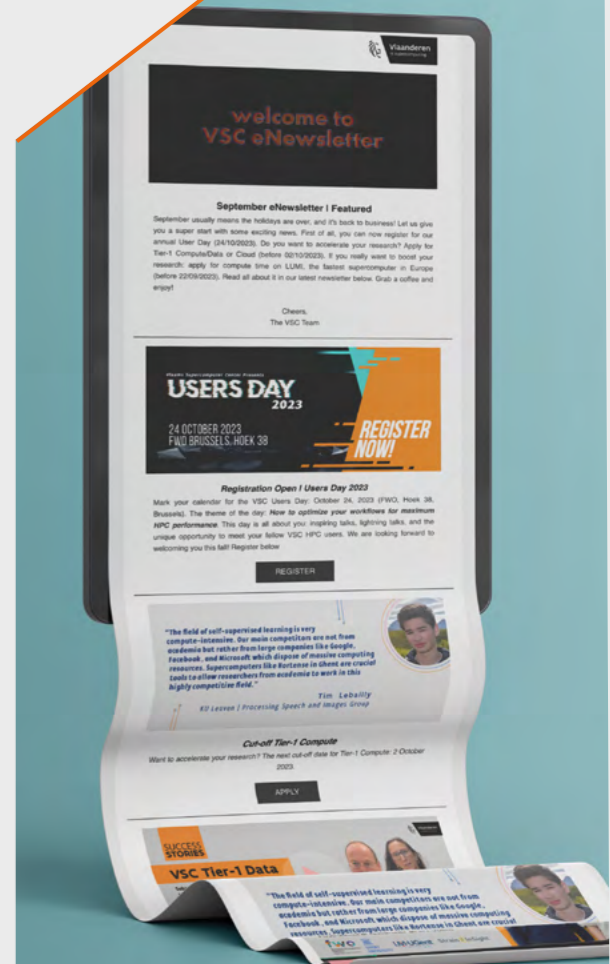 Vlaanderen
welcome to
VSC eNewsletter
September eNewsletter | Featured
September usually means the holidays are over, and it's back to business! Let us give
you a super start with some exciting news. First of all, you can now register for our
annual User Day (24/10/2023). Do you want to accelerate your research? Apply for
Tier-1 Compute/Data or Cloud (before 02/10/2023). If you really want to boost your
research: apply for compute time on LUMI, the fastest supercomputer in Europe
(before 22/09/2023). Read all about it in our latest newsletter below. Grab a coffee and
enjoy!
Cheers,
The VSC Team
USERS DAY
2023
24 OCTOBER 2023
FWO BRUSSELS, HOEK 38
REGISTER
NOW!
Registration Open I Users Day 2023
Mark your calendar for the VSC Users Day: October 24, 2023 (FWO, Hoek 38,
Brussels). The theme of the day: How to optimize your workflows for maximum
HPC performance. This day is all about you: inspiring talks, lightning talks, and the
unique opportunity to meet your fellow VSC HPC users. We are looking forward to
welcoming you this fall! Register below
REGISTER
"The field of self-supervised learning is very
compute-intensive. Our main competitors are not from
academia but rather from large companies like Google,
Facebook, and Microsoft which dispose of massive computing
resources. Supercomputers like Hortense in Ghent are crucial
tools to allow researchers from academia to work in this
highly competitive field."
Tim Lebailly
KU Leuven | Processing Speech and Images Group
Cut-off Tier-1 Compute
Want to accelerate your research? The next cut-off date for Tier-1 Compute: 2 October
2023.
APPLY
SUCCESS
STORIES
VSC Tier-1 Data
"The field of self-supervised learning is very
compute-intensive. Our main competitors are not from
academia but rather from large companies like Google,
Facebook, and Microsoft which dispose of massive computing
resources. Supercomputers like Hortense in Ghent are crucial
fwo